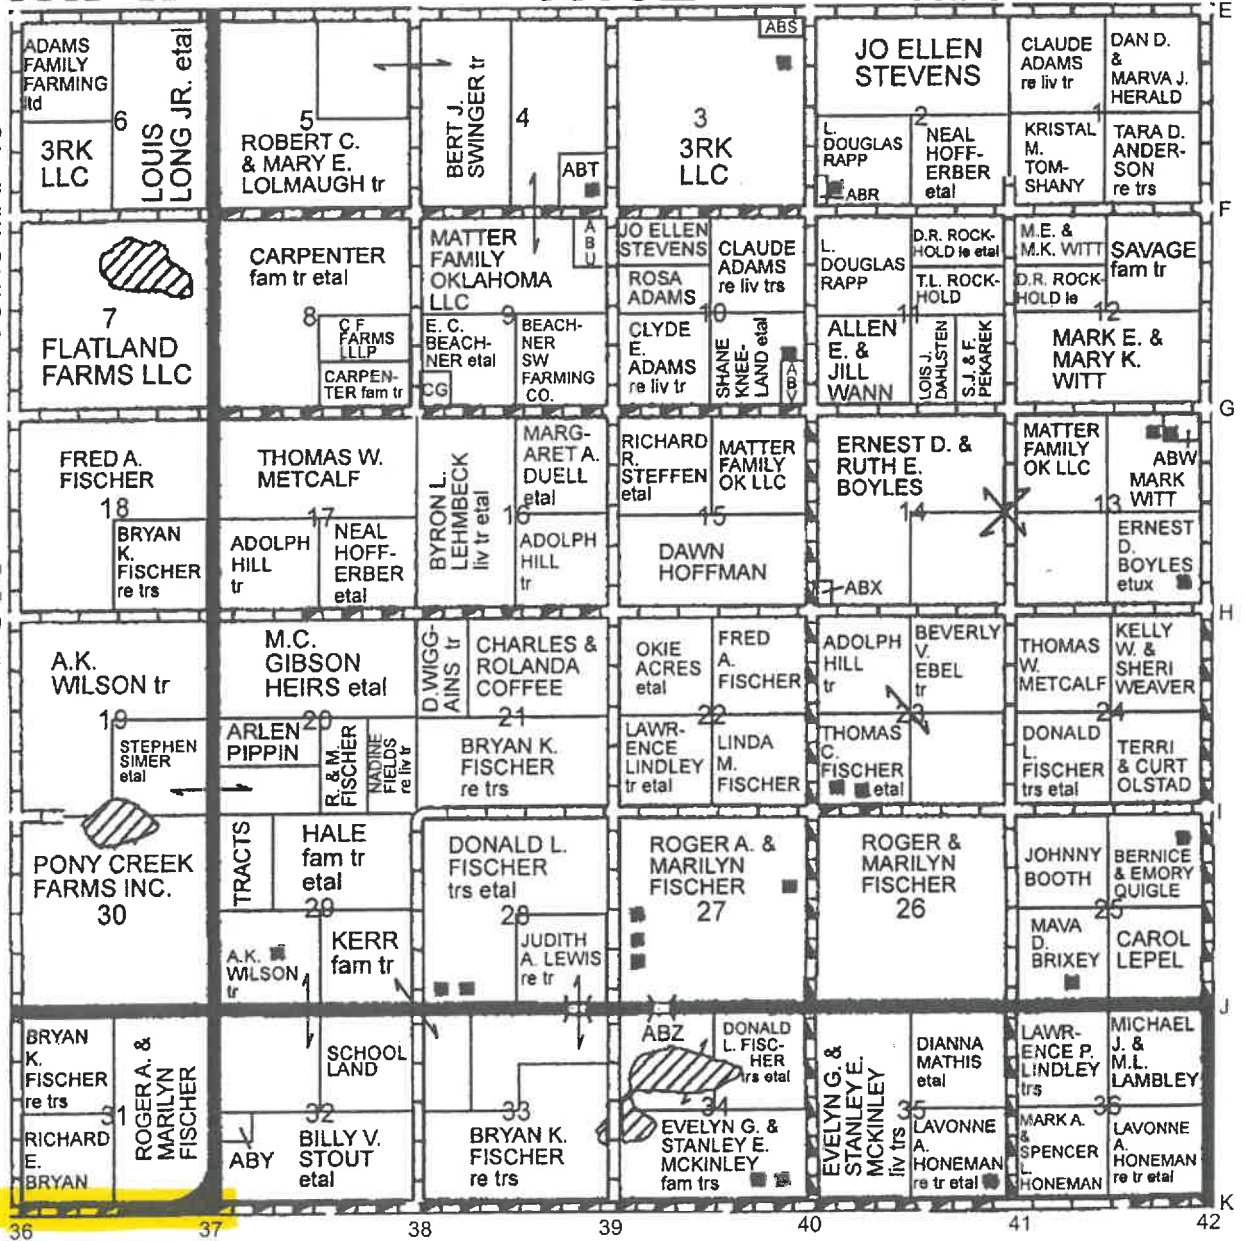 E
ADAMS
FAMILY
FARMING
ltd
3RK
LLC
6
LOUIS
LONG JR. etal
5
ROBERT C.
& MARY E.
LOLMAUGH tr
BERT J.
SWINGER tr
4
ABT
ABS
3
3RK
LLC
JO ELLEN
STEVENS
2
L.
DOUGLAS
RAPP
ABR
NEAL
HOFF-
ERBER
etal
CLAUDE
ADAMS
re liv tr
DAN D.
&
MARVA J.
HERALD
1
KRISTAL
M.
TOM-
SHANY
TARA D.
ANDER-
SON
re trs
F
7
FLATLAND
FARMS LLC
CARPENTER
fam tr etal
8
C F
FARMS
LLLP
CARPEN-
TER fam tr
MATTER
FAMILY
OKLAHOMA
LLC
A
B
U
9
E. C.
BEACH-
NER etal
CG
BEACH-
NER
SW
FARMING
CO.
JO ELLEN
STEVENS
ROSA
ADAMS
CLAUDE
ADAMS
re liv trs
10
CLYDE
E.
ADAMS
re liv tr
SHANE
KNEE-
LAND etal
A
B
V
L.
DOUGLAS
RAPP
D.R. ROCK-
HOLD le etal
T.L. ROCK-
HOLD
11
ALLEN
E. &
JILL
WANN
LOIS J.
DAHLSTEN
S.J. & F.
PEKAREK
M.E. &
M.K. WITT
D.R. ROCK-
HOLD le
SAVAGE
fam tr
12
MARK E. &
MARY K.
WITT
G
FRED A.
FISCHER
18
BRYAN
K.
FISCHER
re trs
THOMAS W.
METCALF
17
ADOLPH
HILL
tr
NEAL
HOFF-
ERBER
etal
BYRON L.
LEHMBECK
liv tr etal
MARG-
ARET A.
DUELL
etal
16
ADOLPH
HILL
tr
RICHARD
R.
STEFFEN
etal
MATTER
FAMILY
OK LLC
15
DAWN
HOFFMAN
ERNEST D. &
RUTH E.
BOYLES
14
ABX
MATTER
FAMILY
OK LLC
ABW
MARK
WITT
13
ERNEST
D.
BOYLES
etux
H
A.K.
WILSON tr
19
STEPHEN
SIMER
etal
M.C.
GIBSON
HEIRS etal
20
ARLEN
PIPPIN
R. & M.
FISCHER
NADINE
FIELDS
re liv tr
D.WIGG-
AINS tr
CHARLES &
ROLANDA
COFFEE
21
BRYAN K.
FISCHER
re trs
OKIE
ACRES
etal
FRED
A.
FISCHER
22
LAWR-
ENCE
LINDLEY
tr etal
LINDA
M.
FISCHER
ADOLPH
HILL
tr
BEVERLY
V.
EBEL
tr
23
THOMAS
C.
FISCHER
etal
THOMAS
W.
METCALF
KELLY
W. &
SHERI
WEAVER
24
DONALD
L.
FISCHER
trs etal
TERRI
& CURT
OLSTAD
I
PONY CREEK
FARMS INC.
30
TRACTS
HALE
fam tr
etal
29
A.K.
WILSON
tr
KERR
fam tr
DONALD L.
FISCHER
trs etal
28
JUDITH
A. LEWIS
re tr
ROGER A. &
MARILYN
FISCHER
27
ROGER &
MARILYN
FISCHER
26
JOHNNY
BOOTH
BERNICE
& EMORY
QUIGLE
25
MAVA
D.
BRIXEY
CAROL
LEPEL
J
BRYAN
K.
FISCHER
re trs
31
RICHARD
E.
BRYAN
ROGER A. &
MARILYN
FISCHER
SCHOOL
LAND
32
ABY
BILLY V.
STOUT
etal
33
BRYAN K.
FISCHER
re trs
ABZ
DONALD
L. FISC-
HER
trs etal
34
EVELYN G. &
STANLEY E.
MCKINLEY
fam trs
EVELYN G. &
STANLEY E.
MCKINLEY
liv trs
DIANNA
MATHIS
etal
35
LAVONNE
A.
HONEMAN
re tr etal
LAWR-
ENCE P.
LINDLEY
trs
MICHAEL
J. &
M.L.
LAMBLEY
36
MARK A.
&
SPENCER
L.
HONEMAN
LAVONNE
A.
HONEMAN
re tr etal
K
36 37 38 39 40 41 42